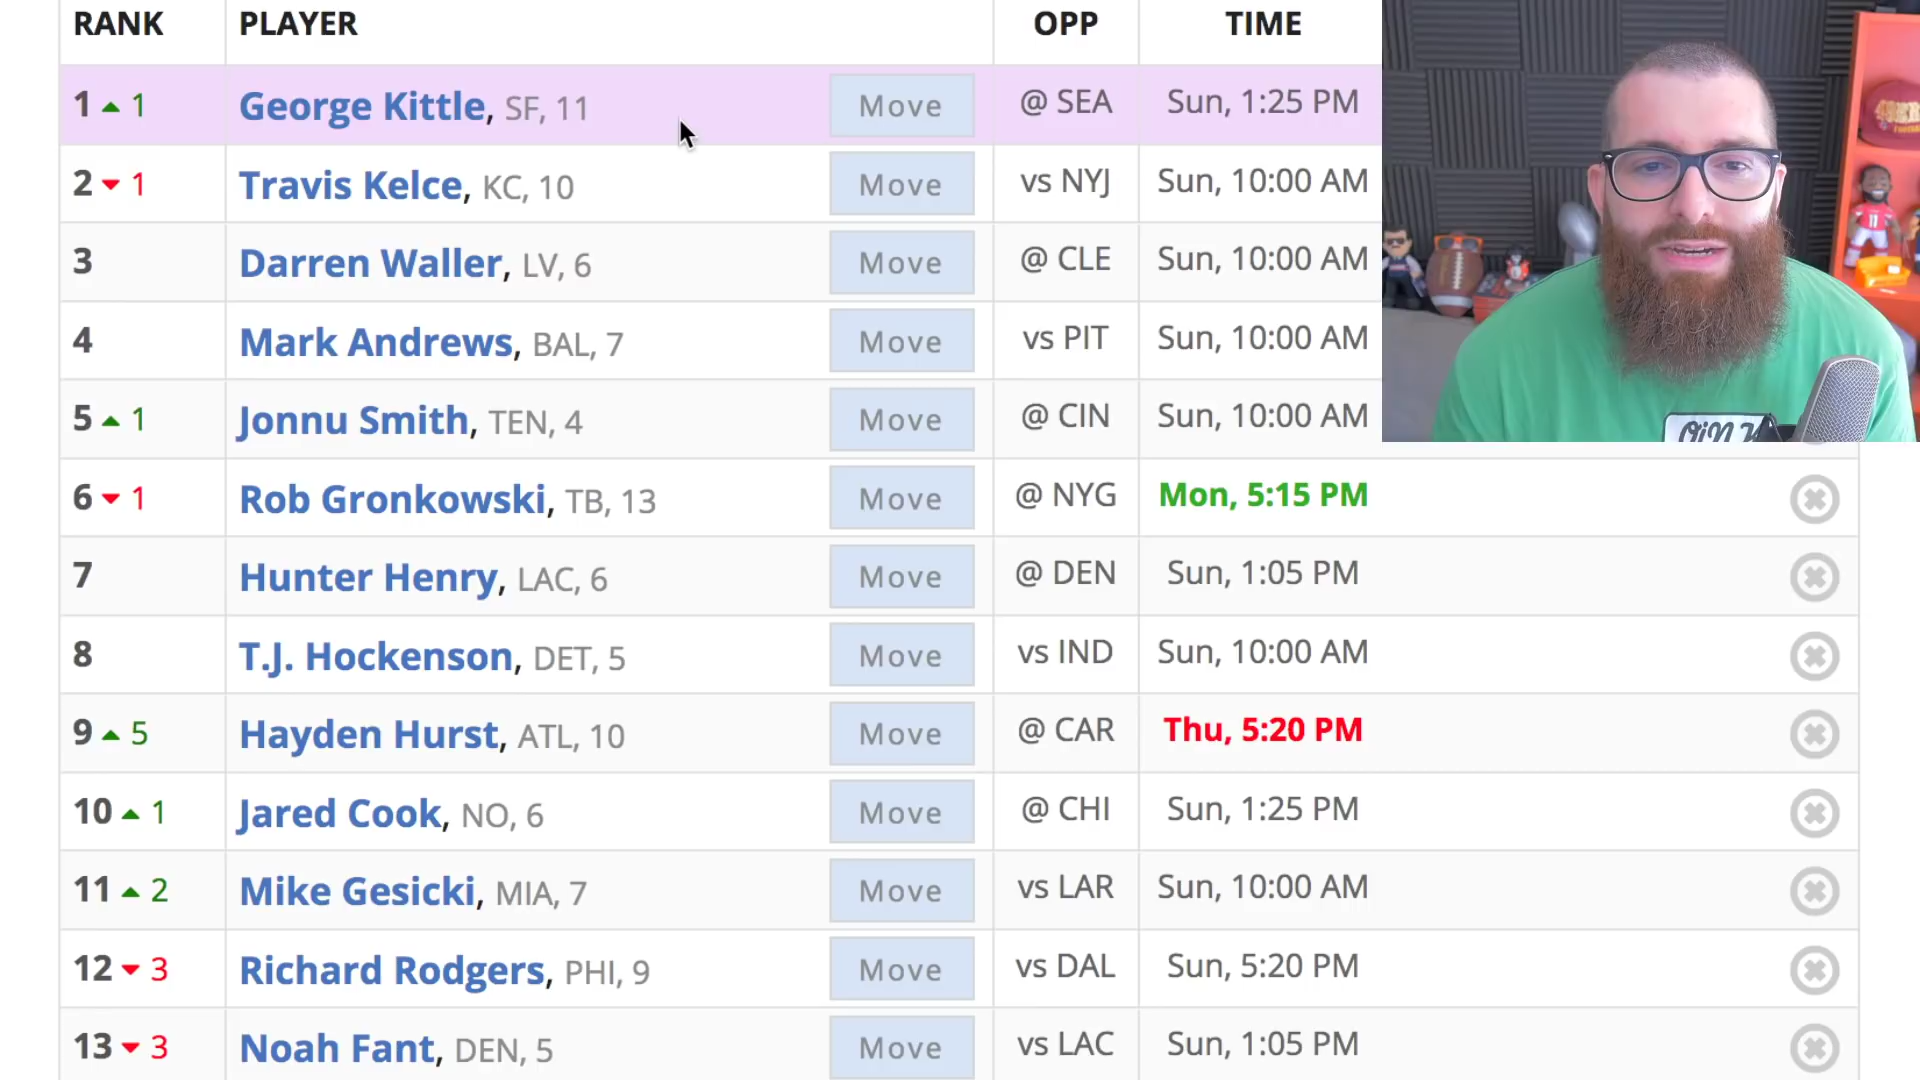 RANK PLAYER OPP TIME
1 ▲ 1 George Kittle, SF, 11 Move @ SEA Sun, 1:25 PM
2 ▼ 1 Travis Kelce, KC, 10 Move vs NYJ Sun, 10:00 AM
3 Darren Waller, LV, 6 Move @ CLE Sun, 10:00 AM
4 Mark Andrews, BAL, 7 Move vs PIT Sun, 10:00 AM
5 ▲ 1 Jonnu Smith, TEN, 4 Move @ CIN Sun, 10:00 AM
6 ▼ 1 Rob Gronkowski, TB, 13 Move @ NYG Mon, 5:15 PM
7 Hunter Henry, LAC, 6 Move @ DEN Sun, 1:05 PM
8 T.J. Hockenson, DET, 5 Move vs IND Sun, 10:00 AM
9 ▲ 5 Hayden Hurst, ATL, 10 Move @ CAR Thu, 5:20 PM
10 ▲ 1 Jared Cook, NO, 6 Move @ CHI Sun, 1:25 PM
11 ▲ 2 Mike Gesicki, MIA, 7 Move vs LAR Sun, 10:00 AM
12 ▼ 3 Richard Rodgers, PHI, 9 Move vs DAL Sun, 5:20 PM
13 ▼ 3 Noah Fant, DEN, 5 Move vs LAC Sun, 1:05 PM